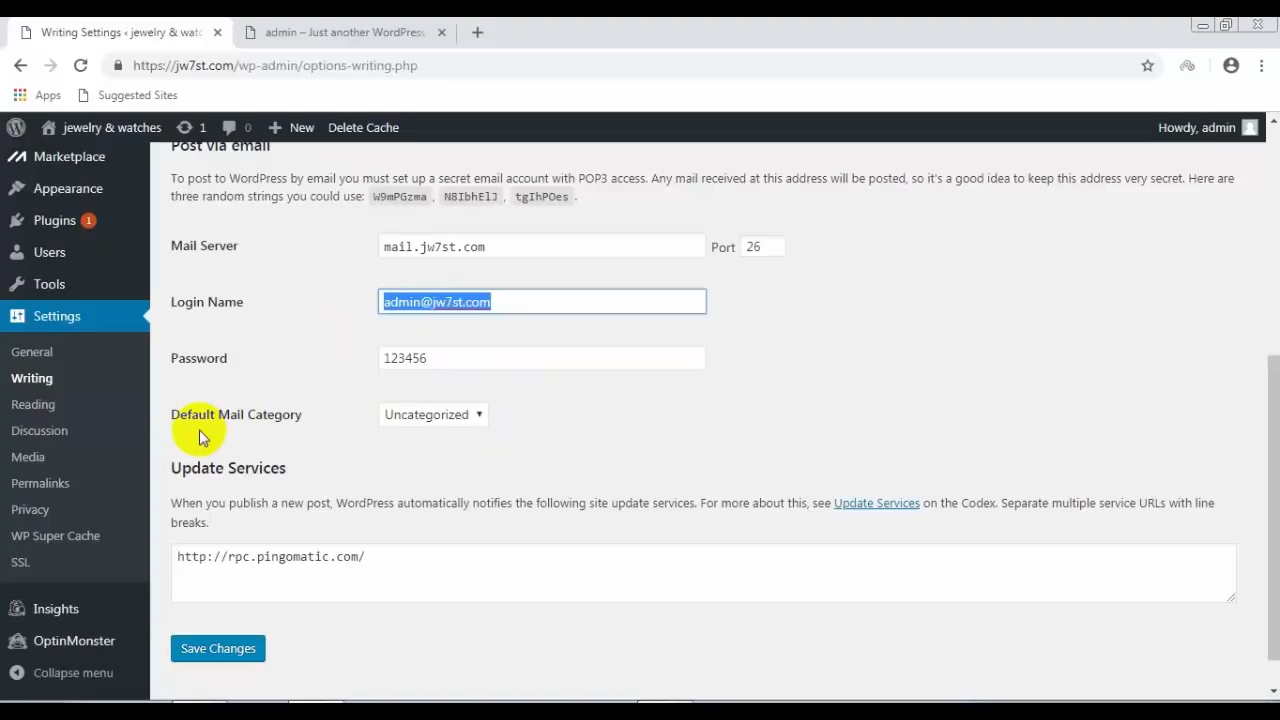 Writing Settings ‹ jewelry & wato
admin – Just another WordPress
https://jw7st.com/wp-admin/options-writing.php
Apps
Suggested Sites
jewelry & watches
1
0
New
Delete Cache
Howdy, admin
Marketplace
Appearance
Plugins 1
Users
Tools
Settings
General
Writing
Reading
Discussion
Media
Permalinks
Privacy
WP Super Cache
SSL
Insights
OptinMonster
Collapse menu
Post via email
To post to WordPress by email you must set up a secret email account with POP3 access. Any mail received at this address will be posted, so it's a good idea to keep this address very secret. Here are
three random strings you could use: W9mPGzma , N8IbhElJ , tgIhPOes .
Mail Server mail.jw7st.com Port 26
Login Name admin@jw7st.com
Password 123456
Default Mail Category Uncategorized
Update Services
When you publish a new post, WordPress automatically notifies the following site update services. For more about this, see Update Services on the Codex. Separate multiple service URLs with line
breaks.
http://rpc.pingomatic.com/
Save Changes